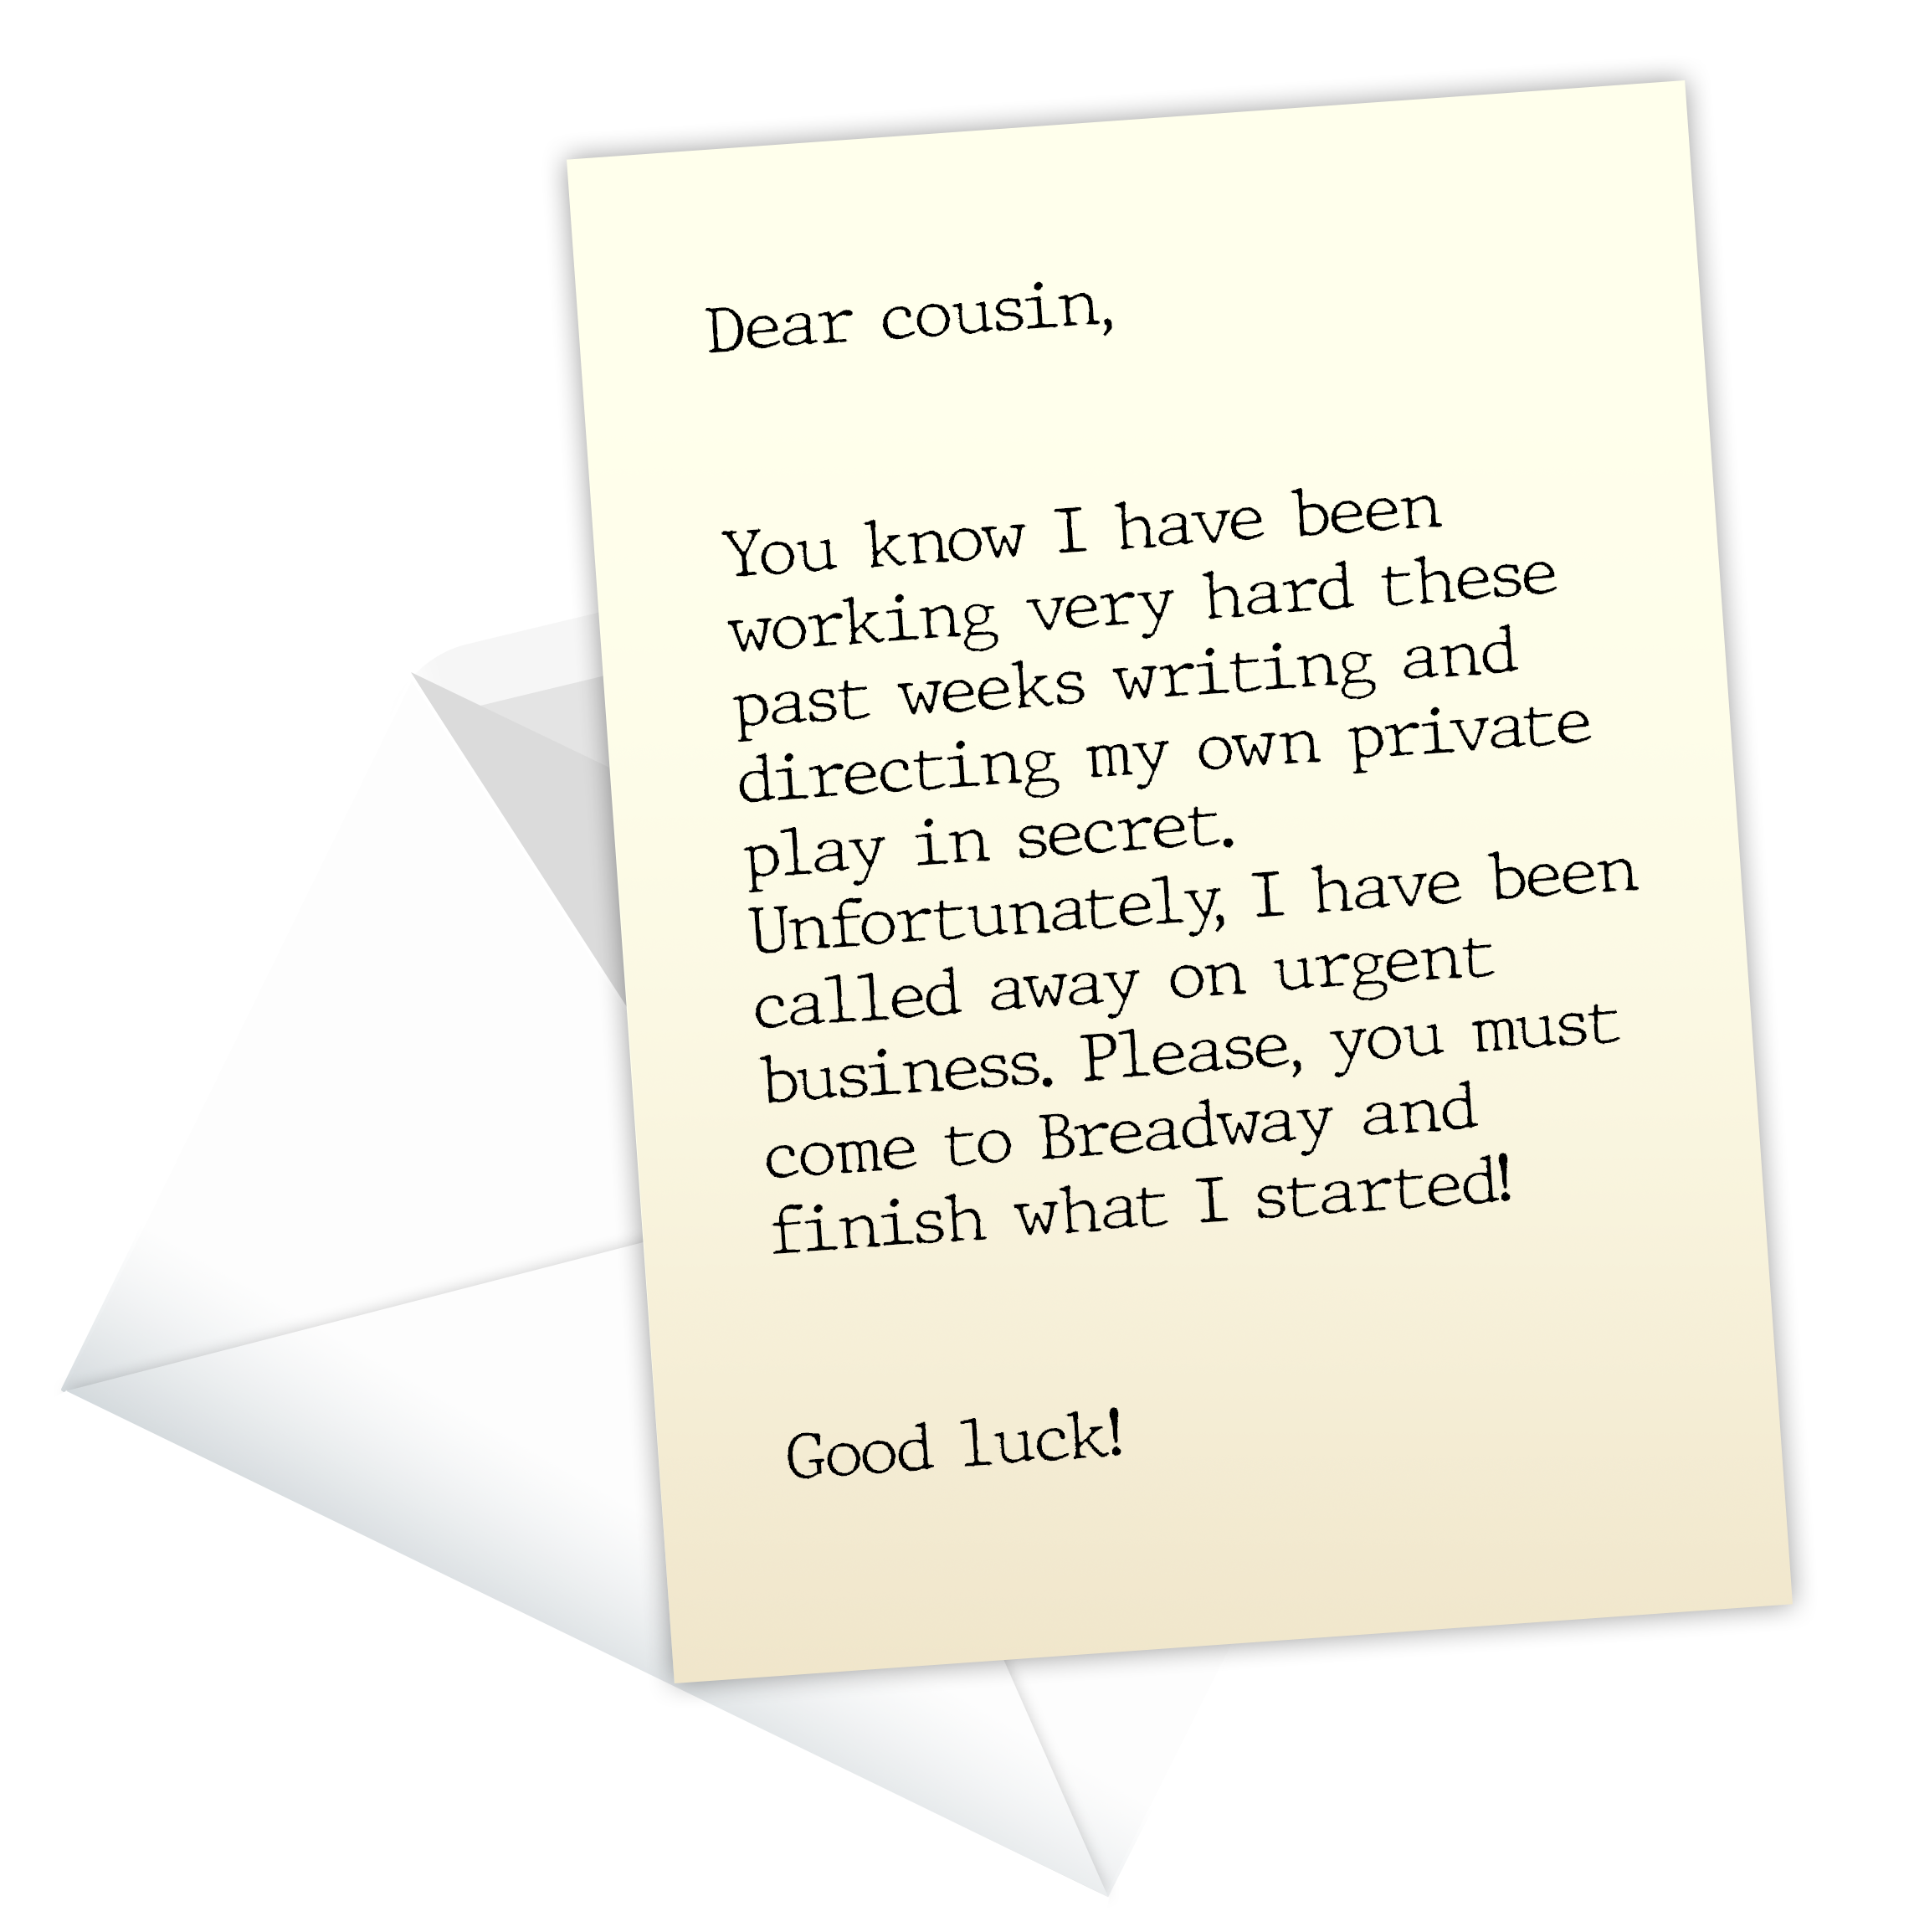 Dear cousin,
You know I have been
working very hard these
past weeks writing and
directing my own private
play in secret.
Unfortunately, I have been
called away on urgent
business. Please, you must
come to Breadway and
finish what I started!
Good luck!